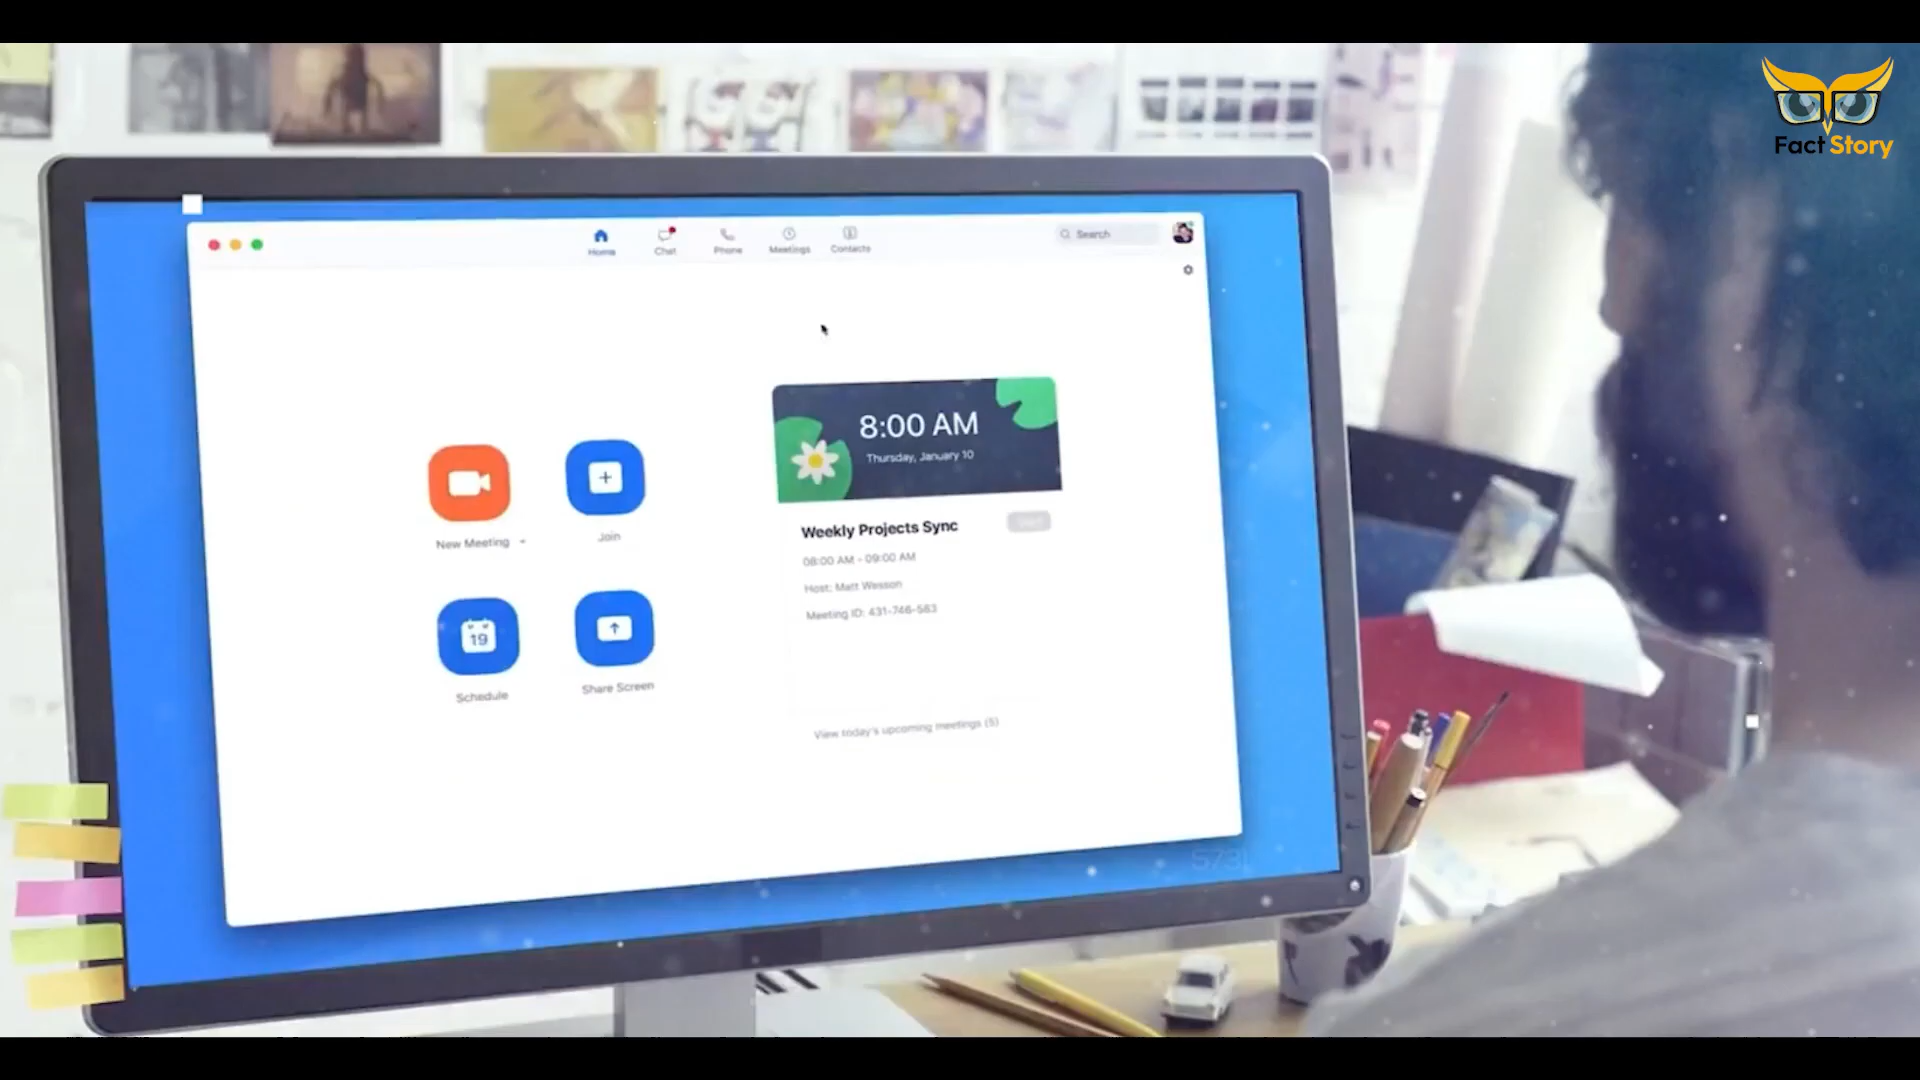 Fact Story
Home
Chat
Phone
Meetings
Contacts
Search
8:00 AM
Thursday, January 10
New Meeting
Join
Weekly Projects Sync
08:00 AM - 09:00 AM
Host: Matt Wesson
Meeting ID: 431-746-563
19
Schedule
Share Screen
View today's upcoming meetings (5)